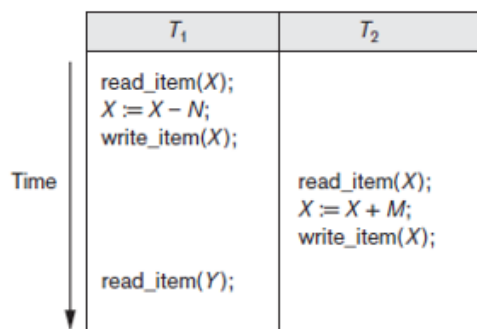 T₁ T₂
read_item(X);
X := X – N;
write_item(X);
Time
read_item(X);
X := X + M;
write_item(X);
read_item(Y);